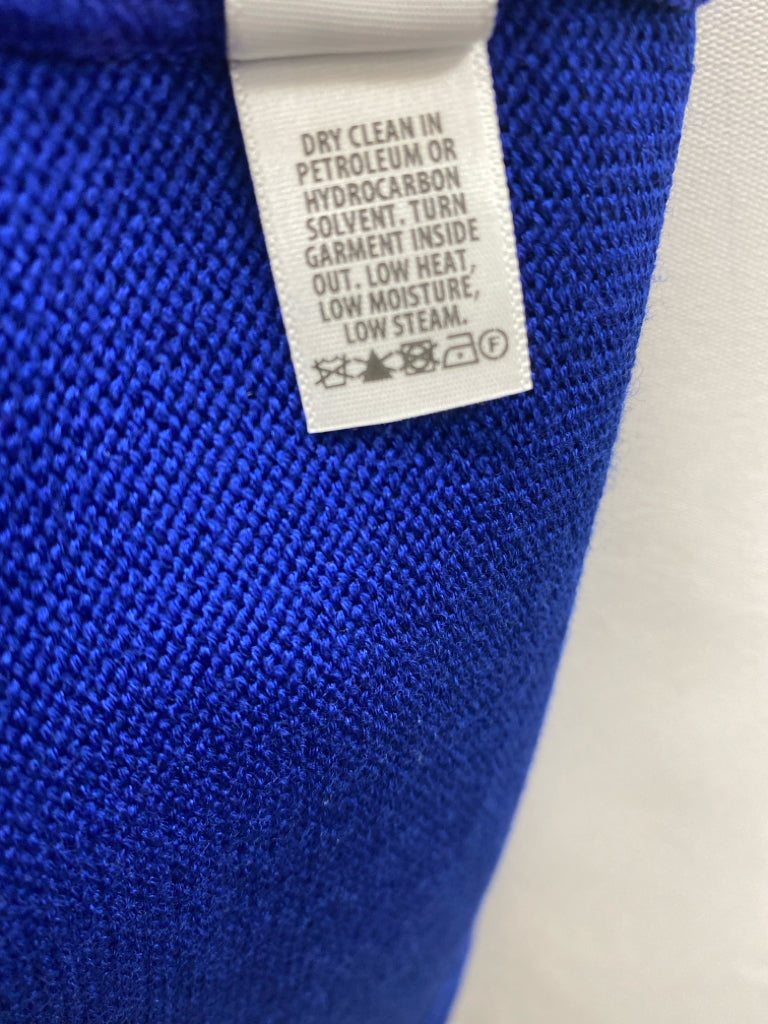 DRY CLEAN IN
PETROLEUM OR
HYDROCARBON
SOLVENT. TURN
GARMENT INSIDE
OUT. LOW HEAT,
LOW MOISTURE,
LOW STEAM.
F